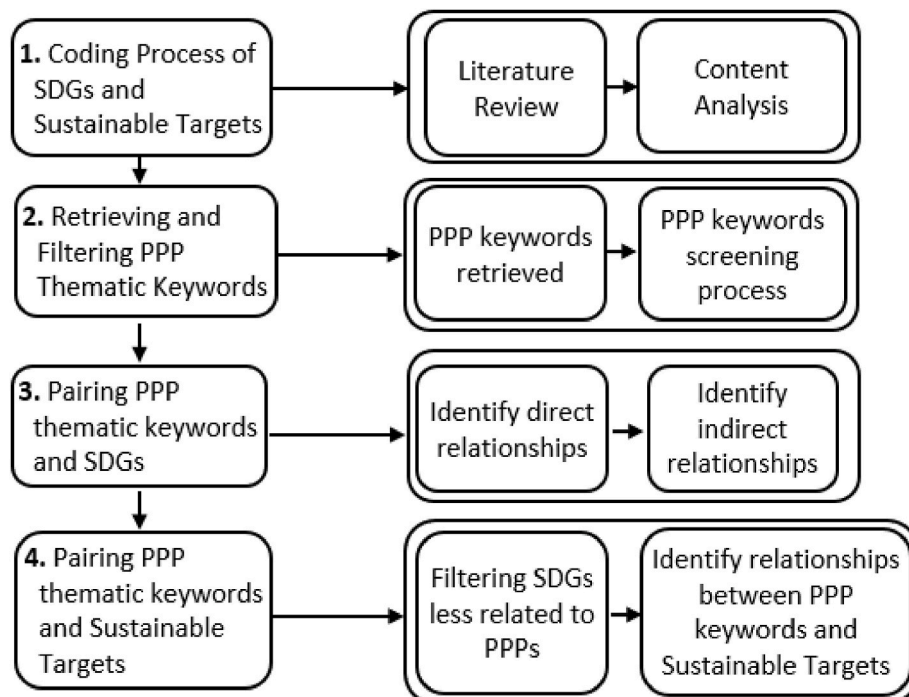 1. Coding Process of
SDGs and
Sustainable Targets
Literature
Review
Content
Analysis
2. Retrieving and
Filtering PPP
Thematic Keywords
PPP keywords
retrieved
PPP keywords
screening
process
3. Pairing PPP
thematic keywords
and SDGs
Identify direct
relationships
Identify
indirect
relationships
4. Pairing PPP
thematic keywords
and Sustainable
Targets
Filtering SDGs
less related to
PPPs
Identify relationships
between PPP
keywords and
Sustainable Targets